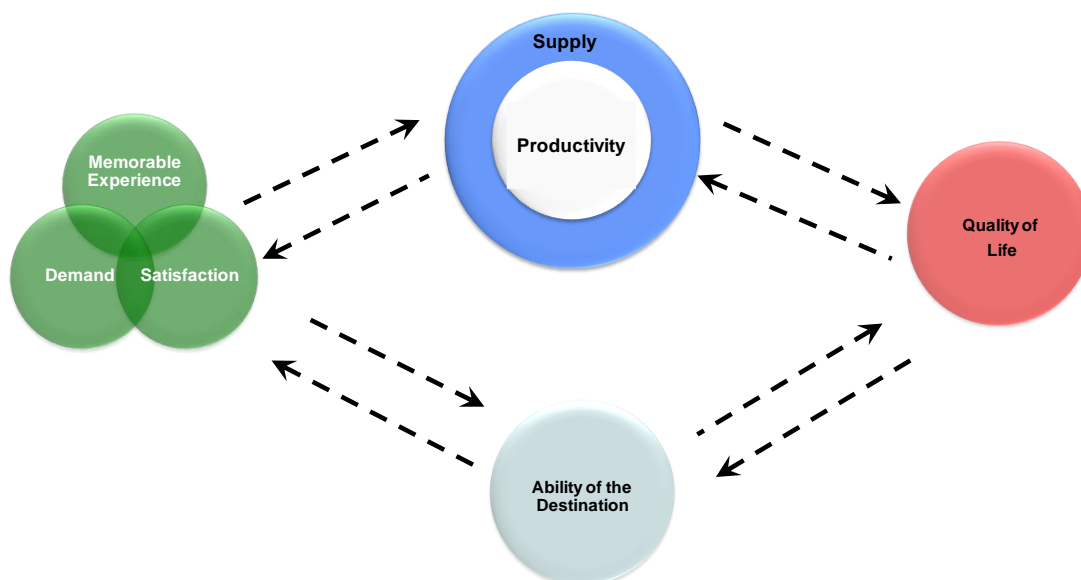 Supply
Productivity
Memorable
Experience
Demand
Satisfaction
Quality of
Life
Ability of the
Destination